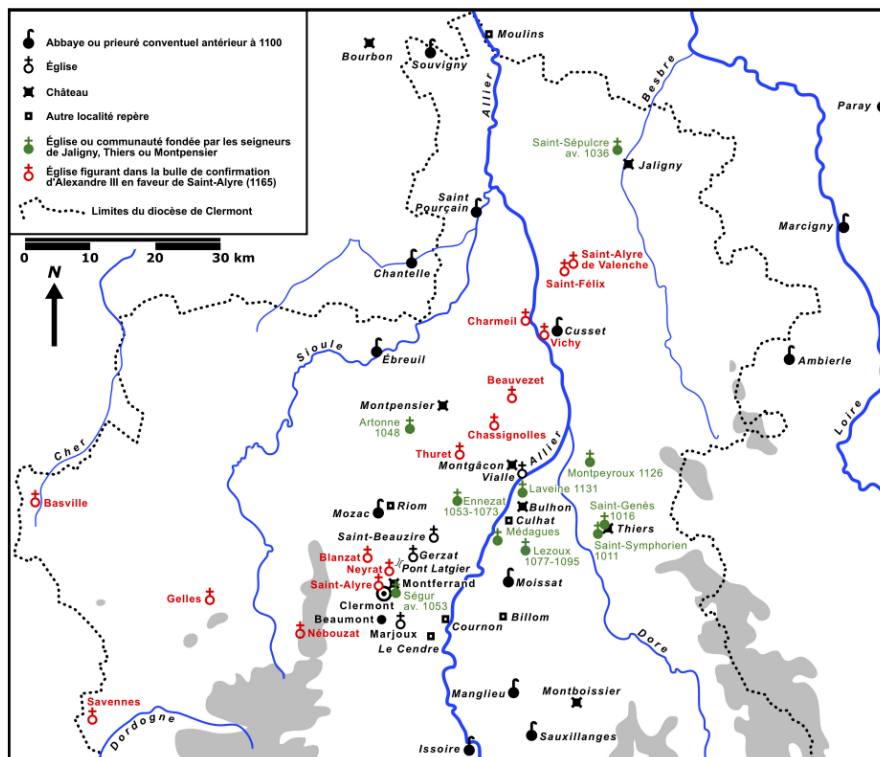 Abbaye ou prieuré conventuel antérieur à 1100
Église
Château
Autre localité repère
Église ou communauté fondée par les seigneurs
de Jaligny, Thiers ou Montpensier
Église figurant dans la bulle de confirmation
d'Alexandre III en faveur de Saint-Alyre (1165)
Limites du diocèse de Clermont
0 10 20 30 km
N
Moulins
Bourbon
Souvigny
Allier
Besbre
Paray
Saint-Sépulcre
av. 1036
Jaligny
Saint
Pourçain
Marcigny
Chantelle
Saint-Alyre
de Valenche
Saint-Félix
Charmeil
Cusset
Vichy
Sioule
Ébreuil
Ambierle
Beauvezet
Montpensier
Artonne
1048
Chassignolles
Loire
Cher
Thuret
Allier
Montgâcon
Vialle
Montpeyroux 1126
Basville
Laveine 1131
Ennezat
1053-1073
Riom
Mozac
Bulhon
Saint-Genès
1016
Culhat
Thiers
Saint-Beauzire
Médagues
Saint-Symphorien
1011
Lezoux
1077-1095
Blanzat
Gerzat
Neyrat
Pont Latgier
Saint-Alyre
Montferrand
Moissat
Gelles
Ségur
av. 1053
Clermont
Beaumont
Billom
Cournon
Marjoux
Nébouzat
Le Cendre
Dore
Manglieu
Montboissier
Savennes
Dordogne
Sauxillanges
Issoire